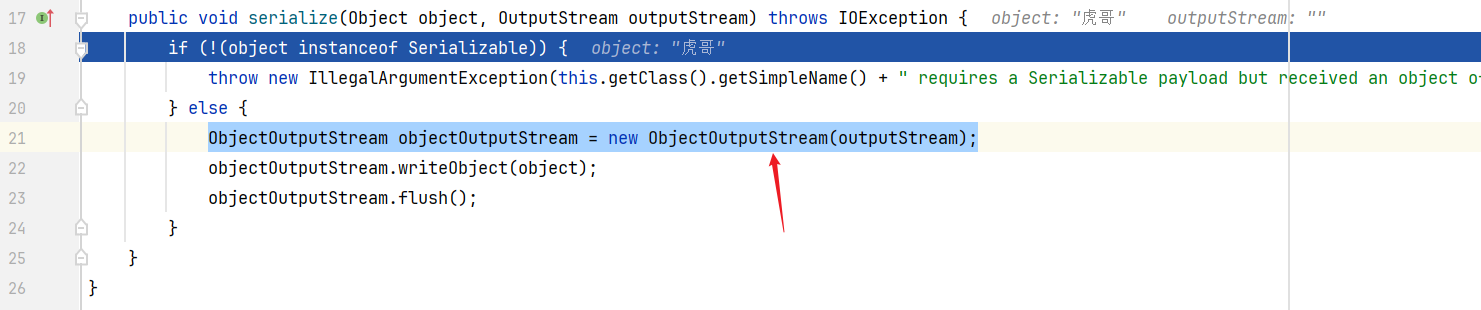 17 public void serialize(Object object, OutputStream outputStream) throws IOException { object: "虎哥" outputStream: ""
18 if (!(object instanceof Serializable)) { object: "虎哥"
19 throw new IllegalArgumentException(this.getClass().getSimpleName() + " requires a Serializable payload but received an object of
20 } else {
21 ObjectOutputStream objectOutputStream = new ObjectOutputStream(outputStream);
22 objectOutputStream.writeObject(object);
23 objectOutputStream.flush();
24 }
25 }
26 }